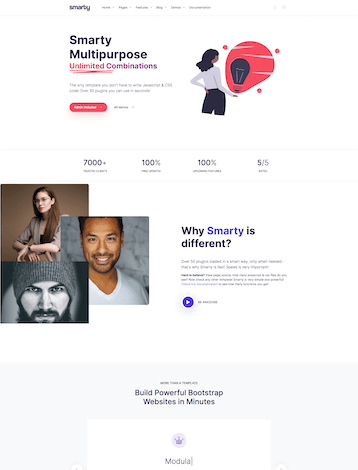 smarty Home Pages Features Blog Demos Documentation
Smarty
Multipurpose
Unlimited Combinations
The only template you don't have to write Javascript & CSS
code! Over 50 plugins you can use in seconds!
Admin Included
7000+ 100% 100% 5/5
TRUSTED CLIENTS FREE UPDATES UPCOMING FEATURES RATED
Why Smarty is
different?
Over 50 plugins loaded in a smart way, only when needed –
that's why Smarty is fast! Speed is very important!
MORE THAN A TEMPLATE
Build Powerful Bootstrap
Websites in Minutes
Modula|